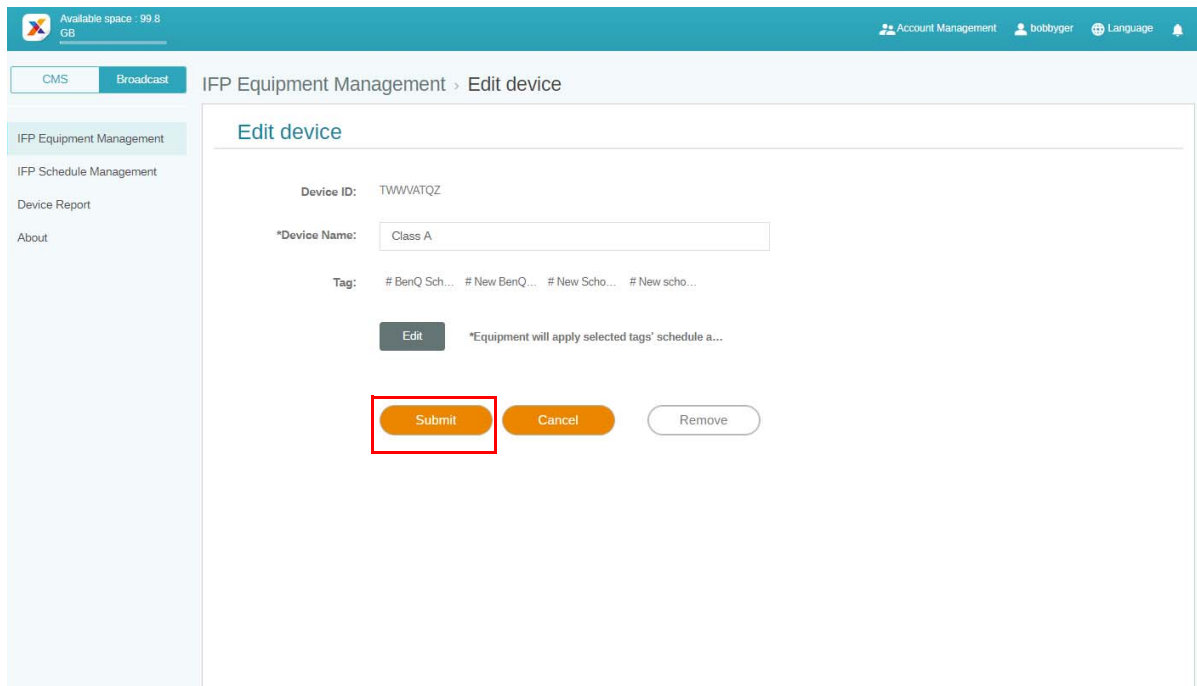 Available space : 99.8
GB
Account Management
bobbyger
Language
CMS
Broadcast
IFP Equipment Management › Edit device
IFP Equipment Management
IFP Schedule Management
Device Report
About
Edit device
Device ID: TWWVATQZ
*Device Name: Class A
Tag: # BenQ Sch... # New BenQ... # New Scho... # New scho...
Edit *Equipment will apply selected tags' schedule a...
Submit Cancel Remove